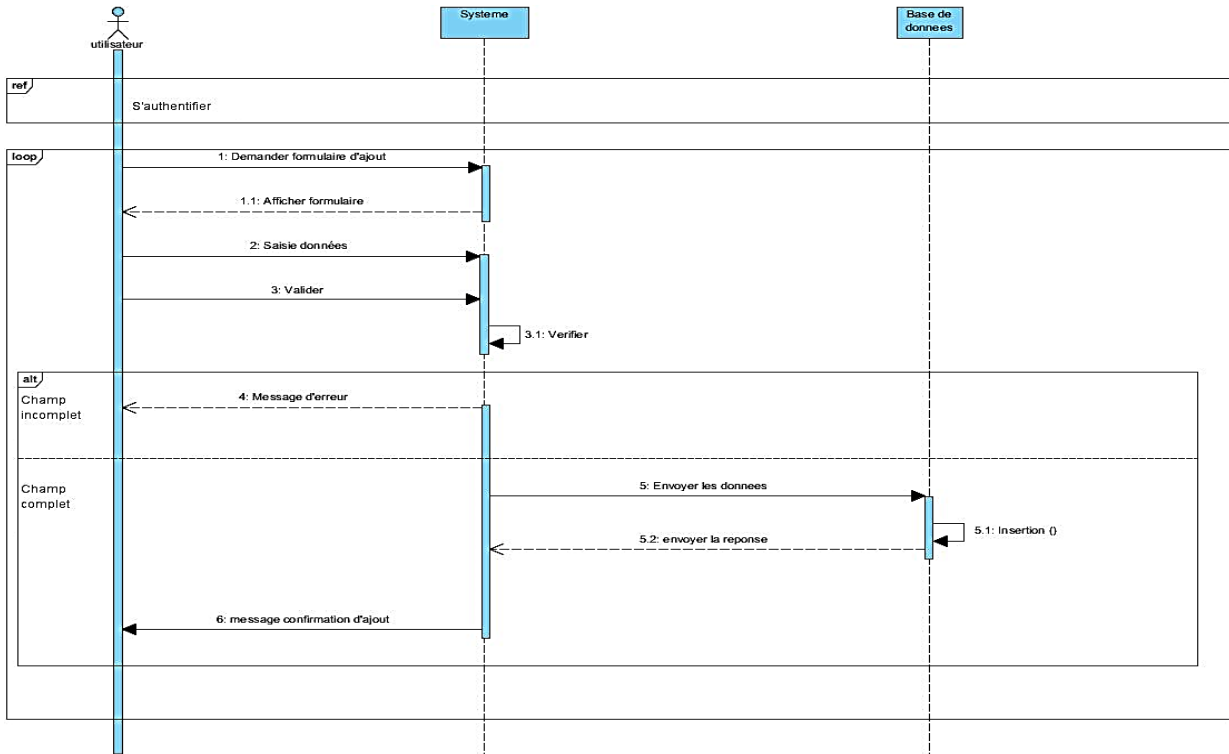 Systeme
Base de
donnees
utilisateur
ref
S'authentifier
loop
1: Demander formulaire d'ajout
1.1: Afficher formulaire
2: Saisie données
3: Valider
3.1: Verifier
alt
Champ
incomplet
4: Message d'erreur
Champ
complet
5: Envoyer les donnees
5.1: Insertion ()
5.2: envoyer la reponse
6: message confirmation d'ajout